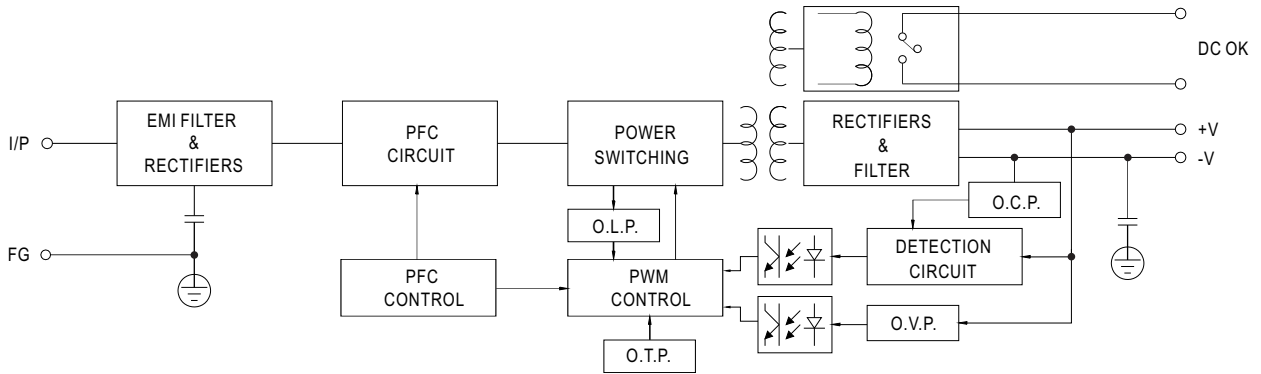 DC OK
I/P
EMI FILTER
&
RECTIFIERS
PFC
CIRCUIT
POWER
SWITCHING
RECTIFIERS
&
FILTER
+V
-V
O.C.P.
O.L.P.
FG
DETECTION
CIRCUIT
PFC
CONTROL
PWM
CONTROL
O.V.P.
O.T.P.